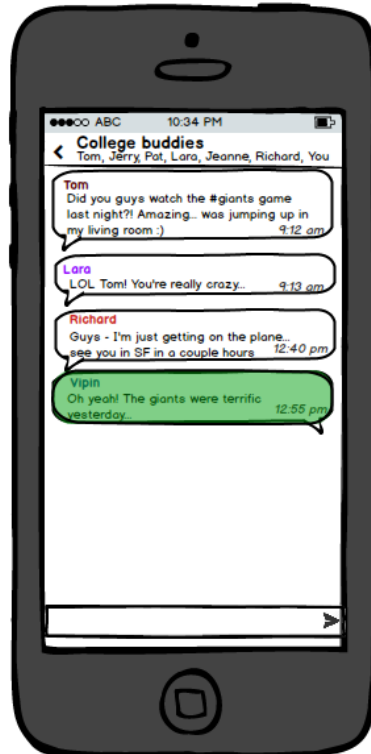 ABC 10:34 PM
College buddies
Tom, Jerry, Pat, Lara, Jeanne, Richard, You
Tom
Did you guys watch the #giants game
last night?! Amazing... was jumping up in
my living room :) 9:12 am
Lara
LOL Tom! You're really crazy... 9:13 am
Richard
Guys - I'm just getting on the plane...
see you in SF in a couple hours 12:40 pm
Vipin
Oh yeah! The giants were terrific
yesterday... 12:55 pm